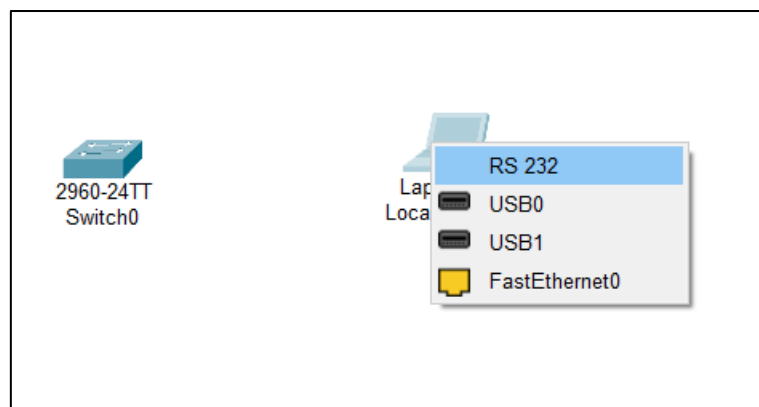 2960-24TT
Switch0
RS 232
USB0
USB1
FastEthernet0